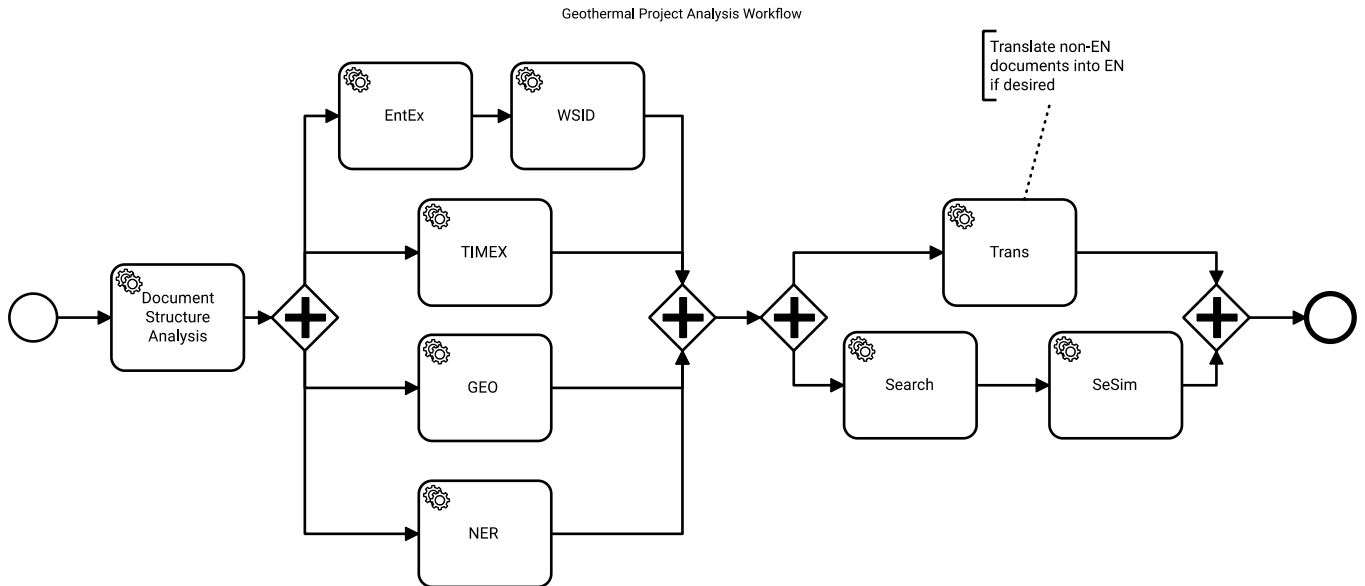 Geothermal Project Analysis Workflow
Translate non-EN
documents into EN
if desired
EntEx
WSID
TIMEX
Trans
Document
Structure
Analysis
GEO
Search
SeSim
NER